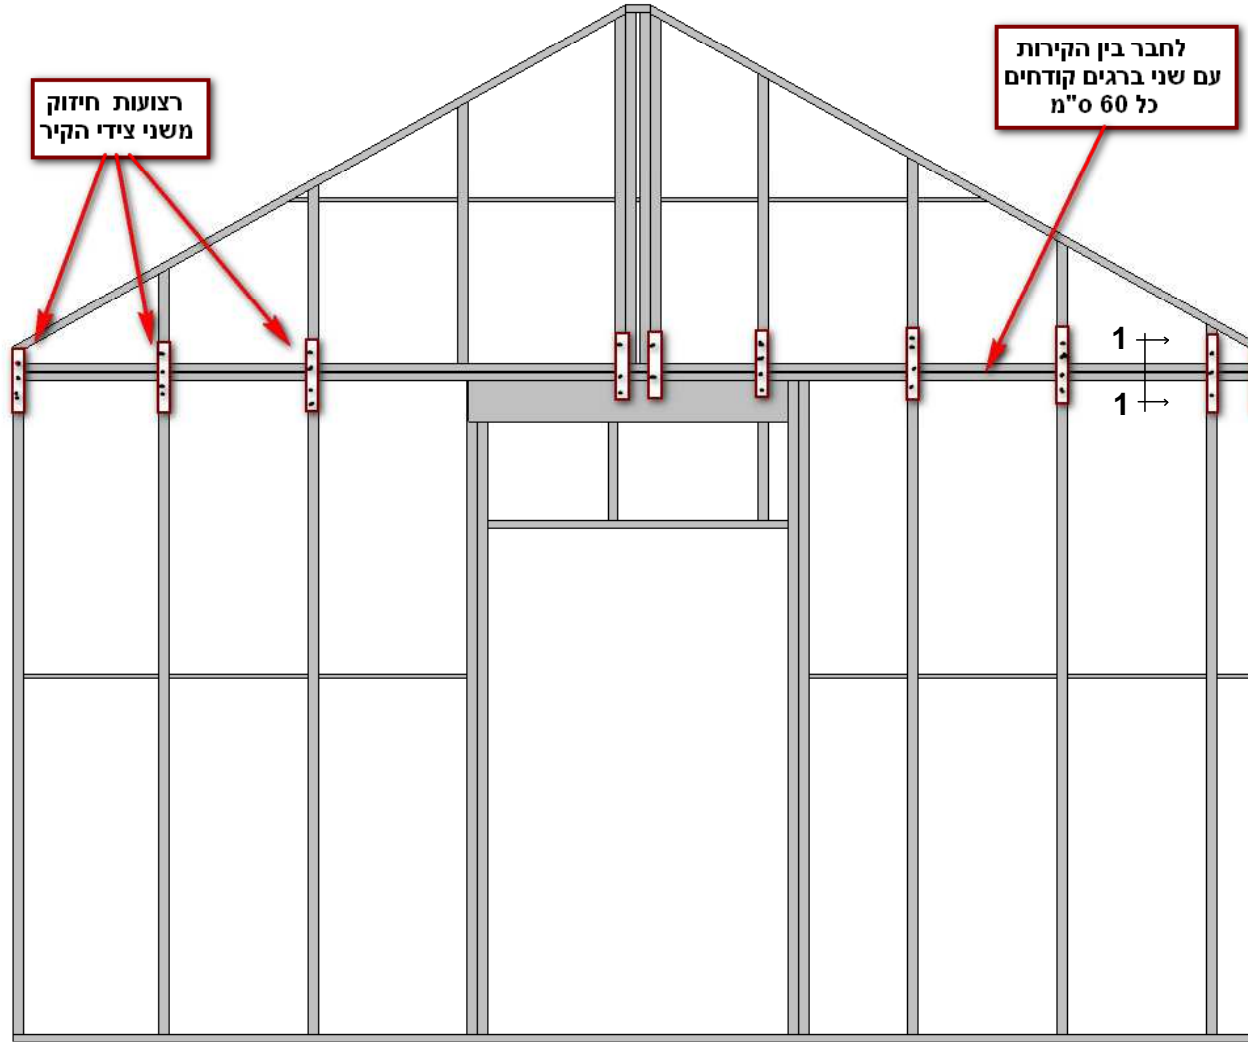 לחבר בין הקירות
עם שני ברגים קודחים
כל 60 ס"מ
רצועות חיזוק
משני צידי הקיר
1
1